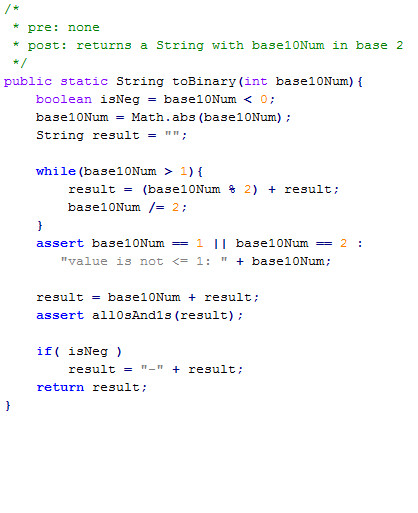 /*
 * pre: none
 * post: returns a String with base10Num in base 2
 */
public static String toBinary(int base10Num){
    boolean isNeg = base10Num < 0;
    base10Num = Math.abs(base10Num);
    String result = "";

    while(base10Num > 1){
        result = (base10Num % 2) + result;
        base10Num /= 2;
    }
    assert base10Num == 1 || base10Num == 2 :
       "value is not <= 1: " + base10Num;

    result = base10Num + result;
    assert all0sAnd1s(result);

    if( isNeg )
        result = "-" + result;
    return result;
}